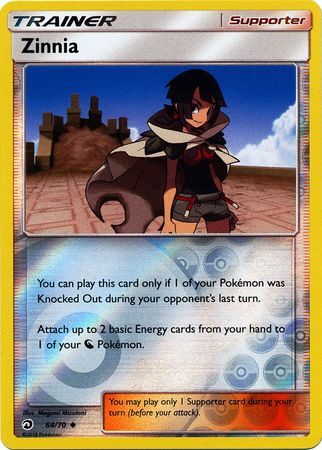 TRAINER Supporter
Zinnia
You can play this card only if 1 of your Pokémon was
Knocked Out during your opponent's last turn.
Attach up to 2 basic Energy cards from your hand to
1 of your Pokémon.
Illus. Megumi Mizutani
64/70
©2018 Pokémon
You may play only 1 Supporter card during your
turn (before your attack).